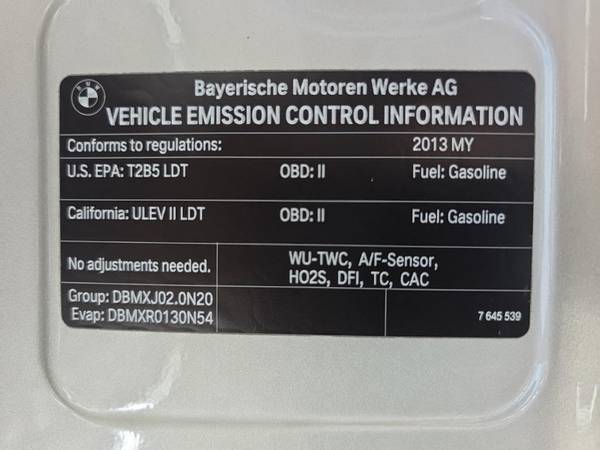 BMW
Bayerische Motoren Werke AG
VEHICLE EMISSION CONTROL INFORMATION
Conforms to regulations: 2013 MY
U.S. EPA: T2B5 LDT OBD: II Fuel: Gasoline
California: ULEV II LDT OBD: II Fuel: Gasoline
No adjustments needed.
WU-TWC, A/F-Sensor,
HO2S, DFI, TC, CAC
Group: DBMXJ02.0N20
Evap: DBMXR0130N54
7 645 539